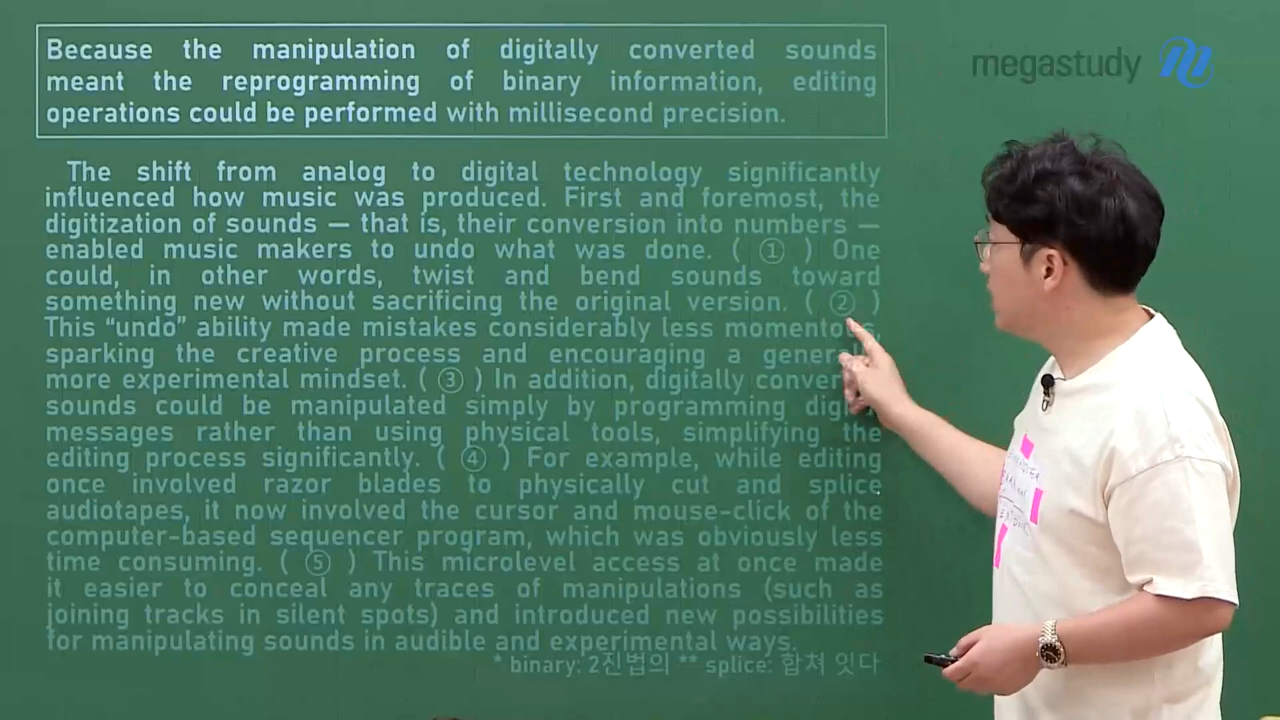 Because the manipulation of digitally converted sounds
meant the reprogramming of binary information, editing
operations could be performed with millisecond precision.
megastudy
The shift from analog to digital technology significantly
influenced how music was produced. First and foremost, the
digitization of sounds — that is, their conversion into numbers —
enabled music makers to undo what was done. ( ① ) One
could, in other words, twist and bend sounds toward
something new without sacrificing the original version. ( ② )
This “undo” ability made mistakes considerably less momentous,
sparking the creative process and encouraging a
more experimental mindset. ( ③ ) In addition, digitally
sounds could be manipulated simply by programming
messages rather than using physical tools, simplifying the
editing process significantly. ( ④ ) For example, while editing
once involved razor blades to physically cut and splice
audiotapes, it now involved the cursor and mouse-click of the
computer-based sequencer program, which was obviously less
time consuming. ( ⑤ ) This microlevel access at once made
it easier to conceal any traces of manipulations (such as
joining tracks in silent spots) and introduced new possibilities
for manipulating sounds in audible and experimental ways.
* binary: 2진법의 ** splice: 합쳐 잇다